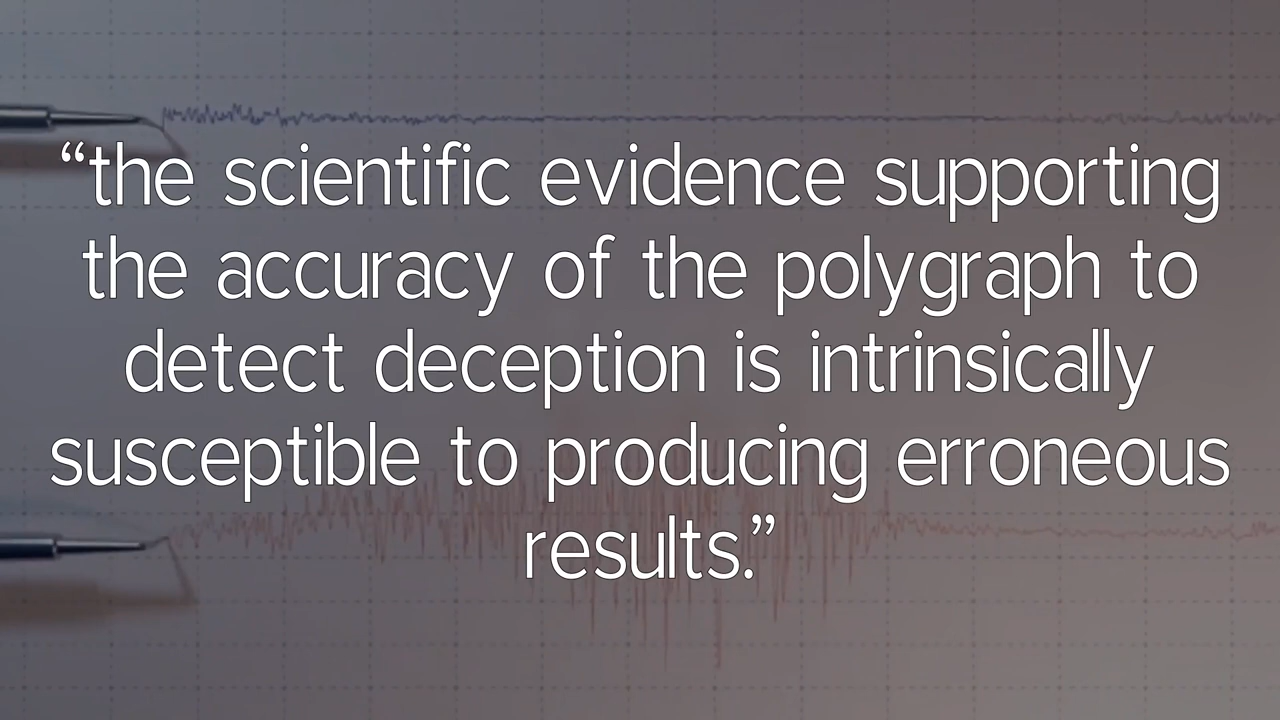 “the scientific evidence supporting
the accuracy of the polygraph to
detect deception is intrinsically
susceptible to producing erroneous
results.”